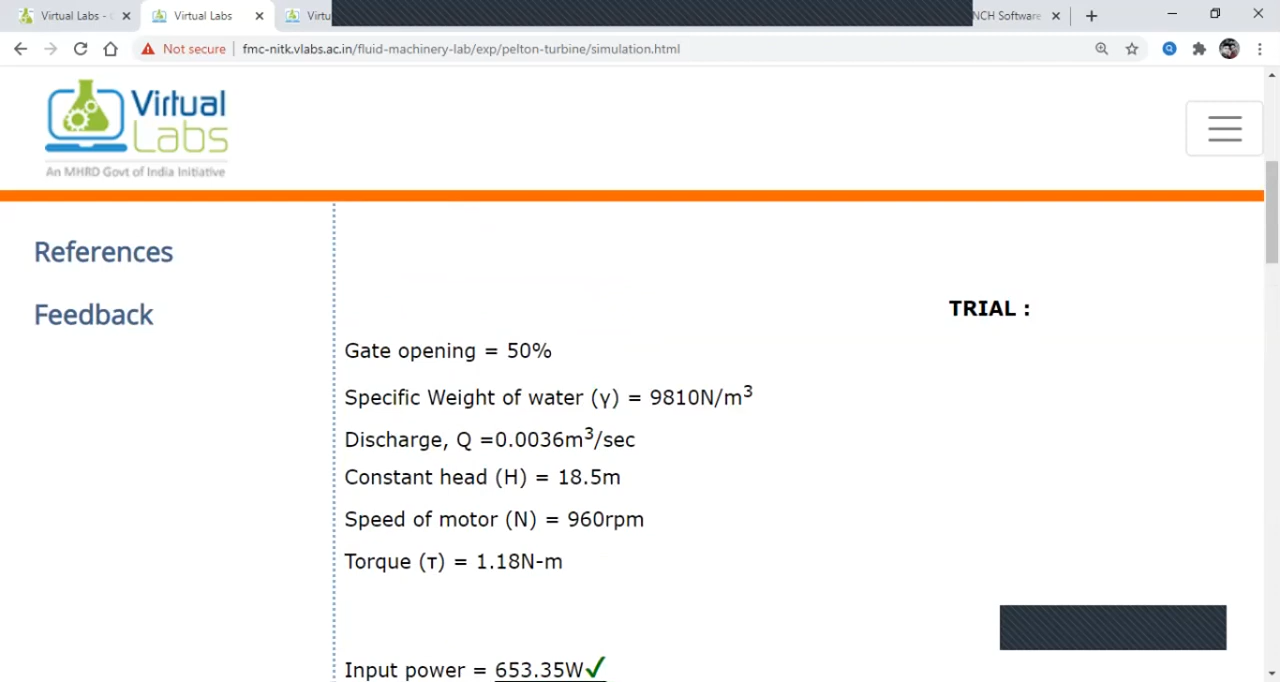 Virtual Labs -
Virtual Labs
Virtu
NCH Software
Not secure
fmc-nitk.vlabs.ac.in/fluid-machinery-lab/exp/pelton-turbine/simulation.html
Virtual
Labs
An MHRD Govt of India Initiative
References
Feedback
TRIAL :
Gate opening = 50%
Specific Weight of water (γ) = 9810N/m³
Discharge, Q =0.0036m³/sec
Constant head (H) = 18.5m
Speed of motor (N) = 960rpm
Torque (τ) = 1.18N-m
Input power = 653.35W✓